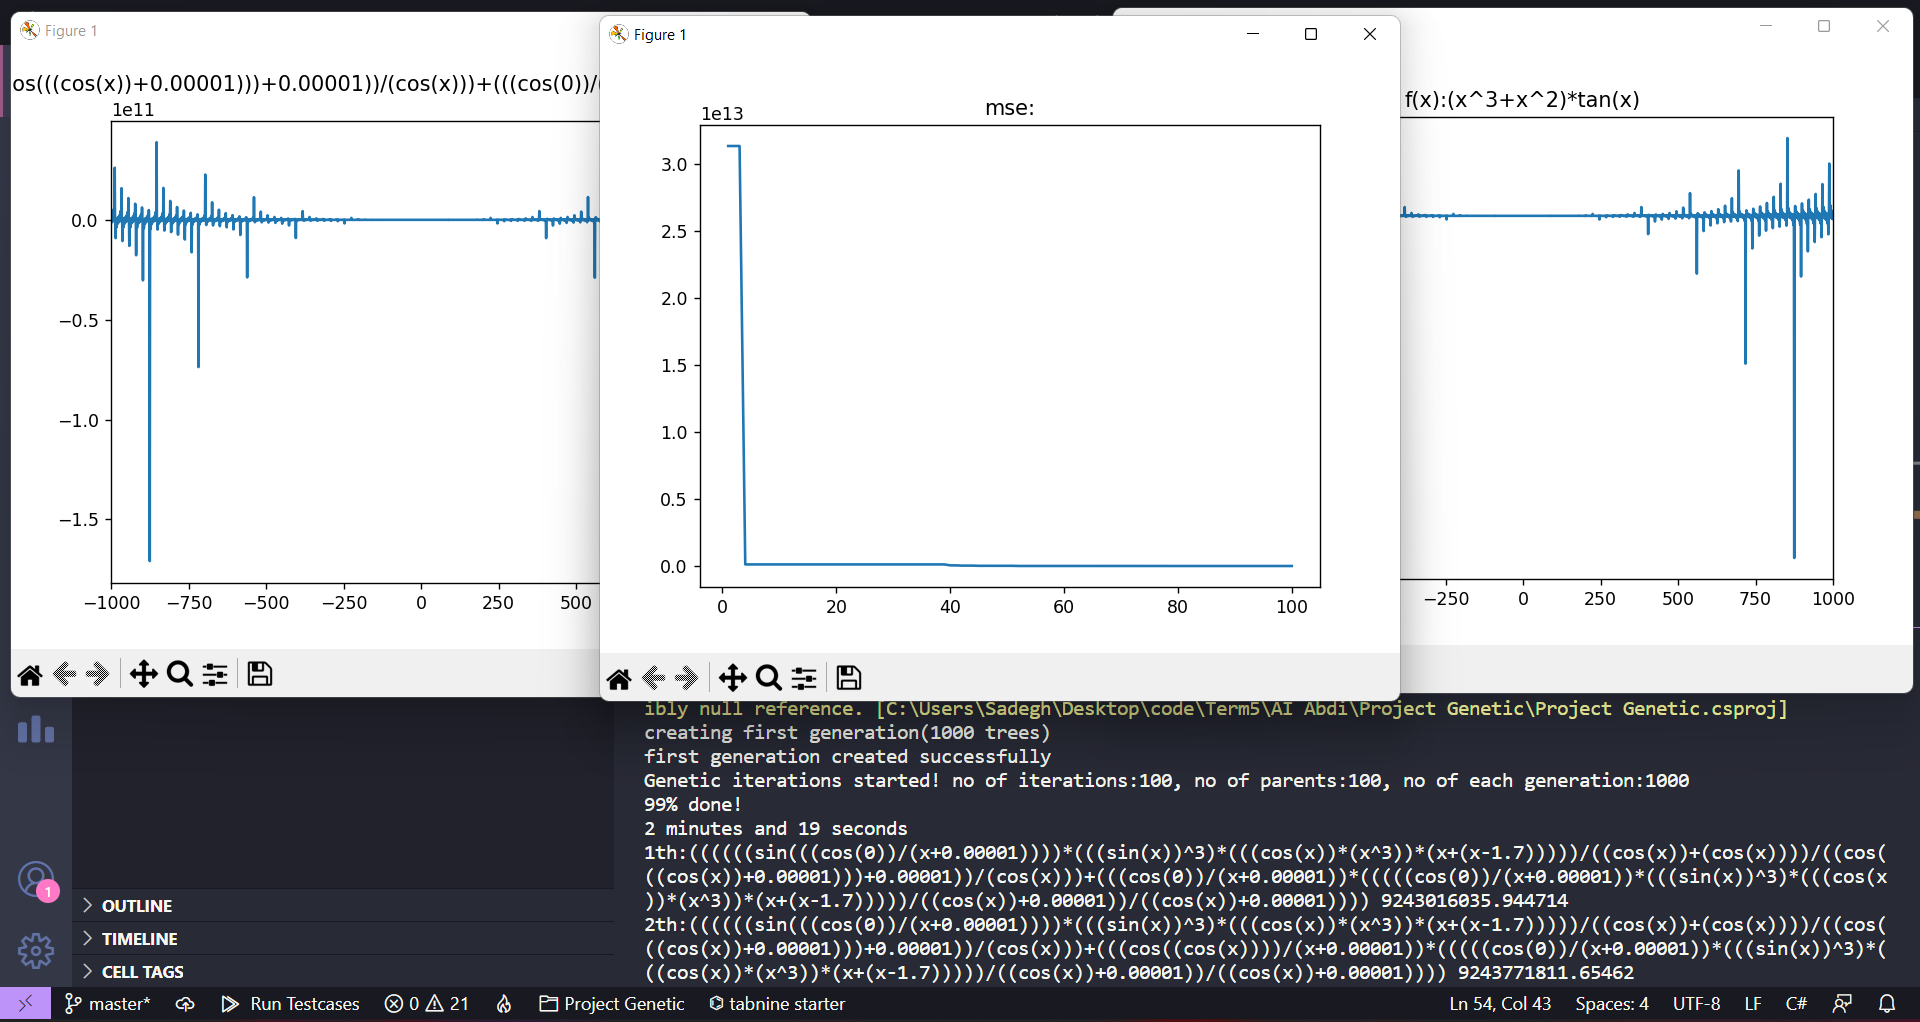 Figure 1
os(((cos(x))+0.00001)))+0.00001))/(cos(x)))+(((cos(0))/
1e11
0.0
−0.5
−1.0
−1.5
−1000 −750 −500 −250 0 250 500
Figure 1
mse:
1e13
3.0
2.5
2.0
1.5
1.0
0.5
0.0
0 20 40 60 80 100
f(x):(x^3+x^2)*tan(x)
−250 0 250 500 750 1000
ibly null reference. [C:\Users\Sadegh\Desktop\code\Term5\AI Abdi\Project Genetic\Project Genetic.csproj]
creating first generation(1000 trees)
first generation created successfully
Genetic iterations started! no of iterations:100, no of parents:100, no of each generation:1000
99% done!
2 minutes and 19 seconds
1th:((((((sin(((cos(0))/(x+0.00001))))*(((sin(x))^3)*(((cos(x))*(x^3))*(x+(x-1.7)))))/((cos(x))+(cos(x))))/((cos(
((cos(x))+0.00001)))+0.00001))/(cos(x)))+(((cos(0))/(x+0.00001))*(((((cos(0))/(x+0.00001))*(((sin(x))^3)*(((cos(x
))*(x^3))*(x+(x-1.7)))))/((cos(x))+0.00001))/((cos(x))+0.00001)))) 9243016035.944714
2th:((((((sin(((cos(0))/(x+0.00001))))*(((sin(x))^3)*(((cos(x))*(x^3))*(x+(x-1.7)))))/((cos(x))+(cos(x))))/((cos(
((cos(x))+0.00001)))+0.00001))/(cos(x)))+(((cos((cos(x))))/(x+0.00001))*(((((cos(0))/(x+0.00001))*(((sin(x))^3)*(
((cos(x))*(x^3))*(x+(x-1.7)))))/((cos(x))+0.00001))/((cos(x))+0.00001)))) 9243771811.65462
1
OUTLINE
TIMELINE
CELL TAGS
master* Run Testcases 0 21 Project Genetic tabnine starter Ln 54, Col 43 Spaces: 4 UTF-8 LF C#